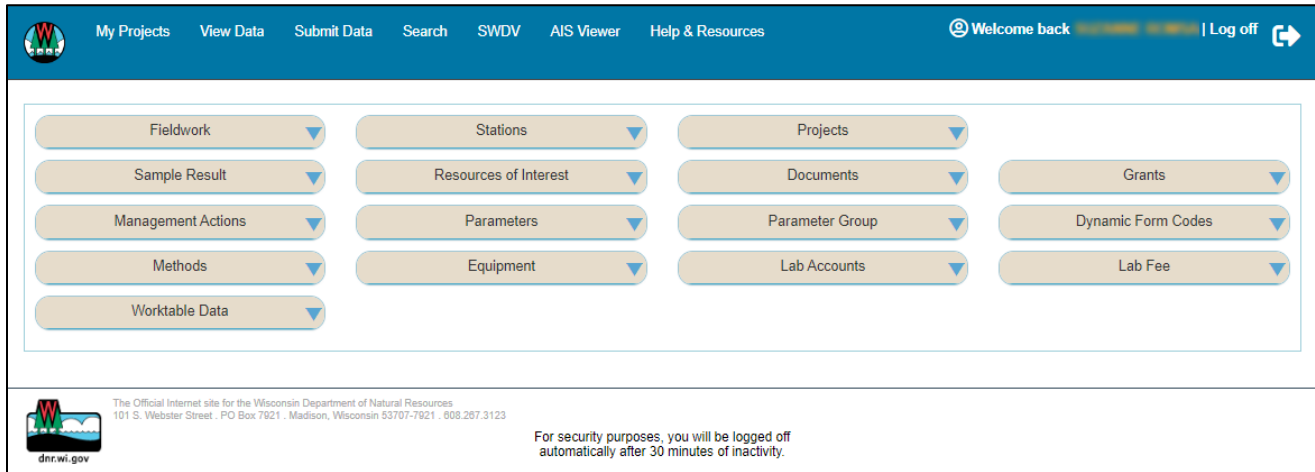 W
My Projects View Data Submit Data Search SWDV AIS Viewer Help & Resources Welcome back | Log off
Fieldwork Stations Projects
Sample Result Resources of Interest Documents Grants
Management Actions Parameters Parameter Group Dynamic Form Codes
Methods Equipment Lab Accounts Lab Fee
Worktable Data
W
The Official Internet site for the Wisconsin Department of Natural Resources
101 S. Webster Street . PO Box 7921 . Madison, Wisconsin 53707-7921 . 608.267.3123
For security purposes, you will be logged off
automatically after 30 minutes of inactivity.
dnr.wi.gov